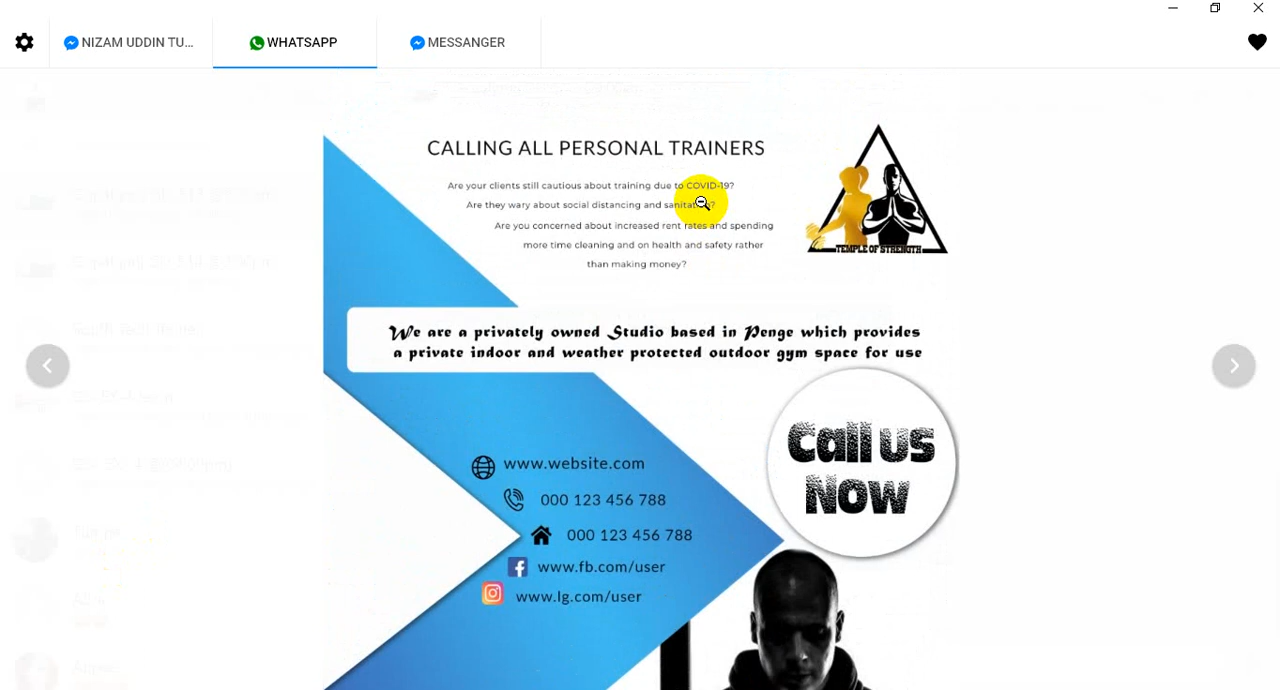 NIZAM UDDIN TU...
WHATSAPP
MESSANGER
CALLING ALL PERSONAL TRAINERS
Are your clients still cautious about training due to COVID-19?
Are they wary about social distancing and sanitation?
Are you concerned about increased rent rates and spending
more time cleaning and on health and safety rather
than making money?
TEMPLE OF STRENGTH
We are a privately owned Studio based in Penge which provides
a private indoor and weather protected outdoor gym space for use
Call us
Now
www.website.com
000 123 456 788
000 123 456 788
www.fb.com/user
www.Ig.com/user